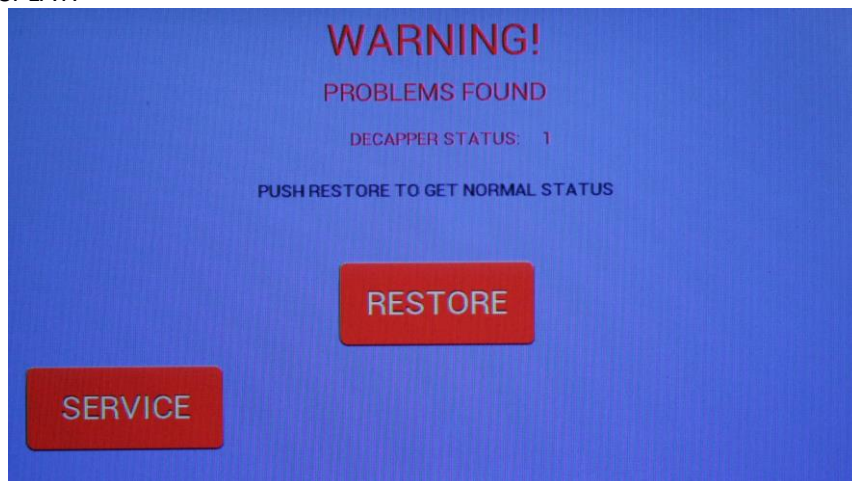 WARNING!
PROBLEMS FOUND
DECAPPER STATUS: 1
PUSH RESTORE TO GET NORMAL STATUS
RESTORE
SERVICE